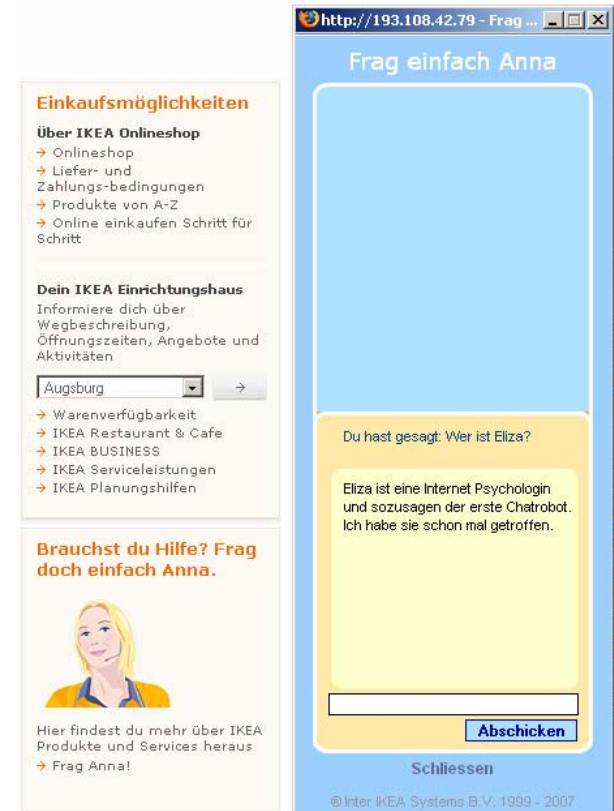 Einkaufsmöglichkeiten
Über IKEA Onlineshop
→ Onlineshop
→ Liefer- und
Zahlungs-bedingungen
→ Produkte von A-Z
→ Online einkaufen Schritt für
Schritt
Dein IKEA Einrichtungshaus
Informiere dich über
Wegbeschreibung,
Öffnungszeiten, Angebote und
Aktivitäten
Augsburg
→
→ Warenverfügbarkeit
→ IKEA Restaurant & Cafe
→ IKEA BUSINESS
→ IKEA Serviceleistungen
→ IKEA Planungshilfen
Brauchst du Hilfe? Frag
doch einfach Anna.
Hier findest du mehr über IKEA
Produkte und Services heraus
→ Frag Anna!
http://193.108.42.79 - Frag ...
Frag einfach Anna
Du hast gesagt: Wer ist Eliza?
Eliza ist eine Internet Psychologin
und sozusagen der erste Chatrobot.
Ich habe sie schon mal getroffen.
Abschicken
Schliessen
® Inter IKEA Systems B.V. 1999 - 2007